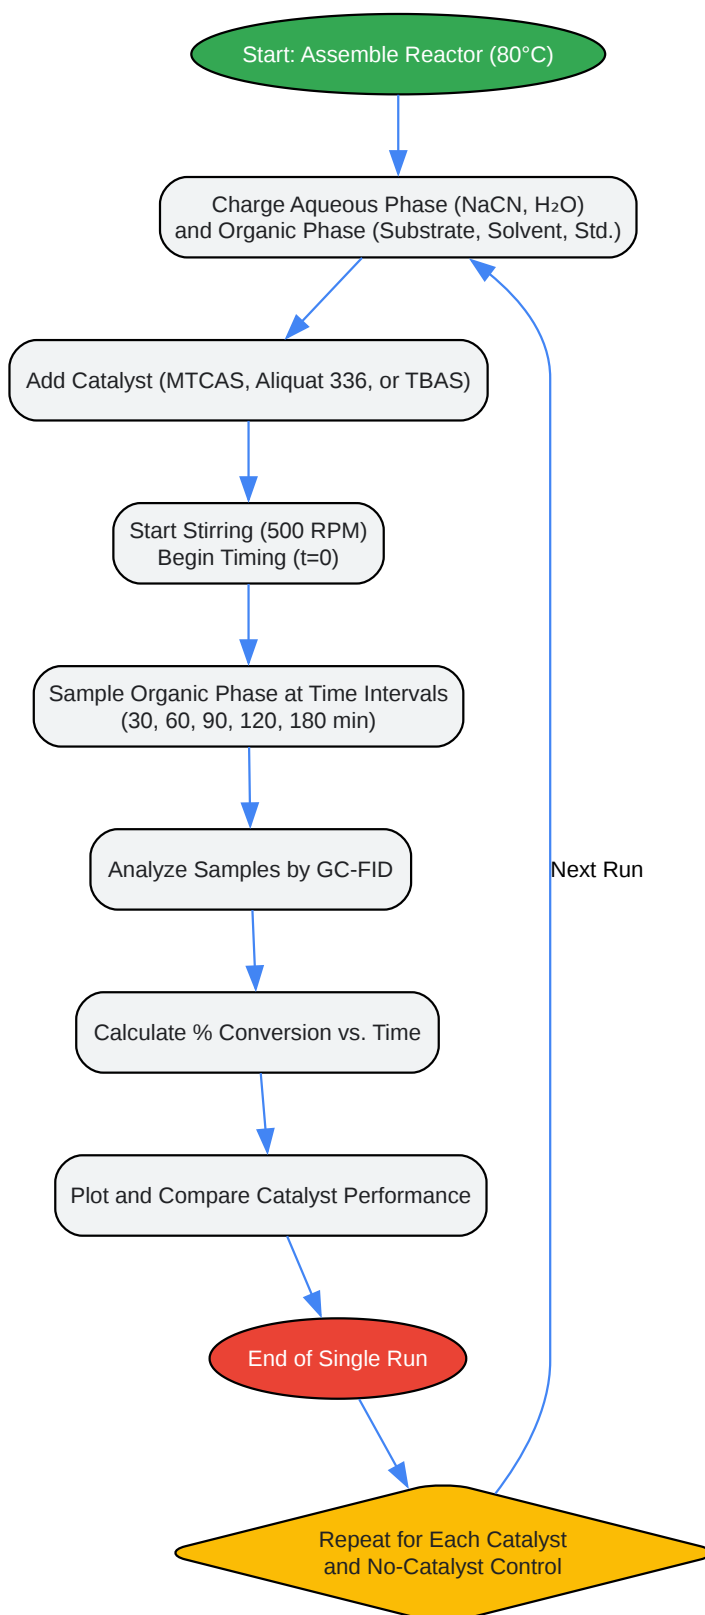 Start: Assemble Reactor (80°C)
Charge Aqueous Phase (NaCN, H₂O)
and Organic Phase (Substrate, Solvent, Std.)
Add Catalyst (MTCAS, Aliquat 336, or TBAS)
Start Stirring (500 RPM)
Begin Timing (t=0)
Sample Organic Phase at Time Intervals
(30, 60, 90, 120, 180 min)
Analyze Samples by GC-FID
Next Run
Calculate % Conversion vs. Time
Plot and Compare Catalyst Performance
End of Single Run
Repeat for Each Catalyst
and No-Catalyst Control